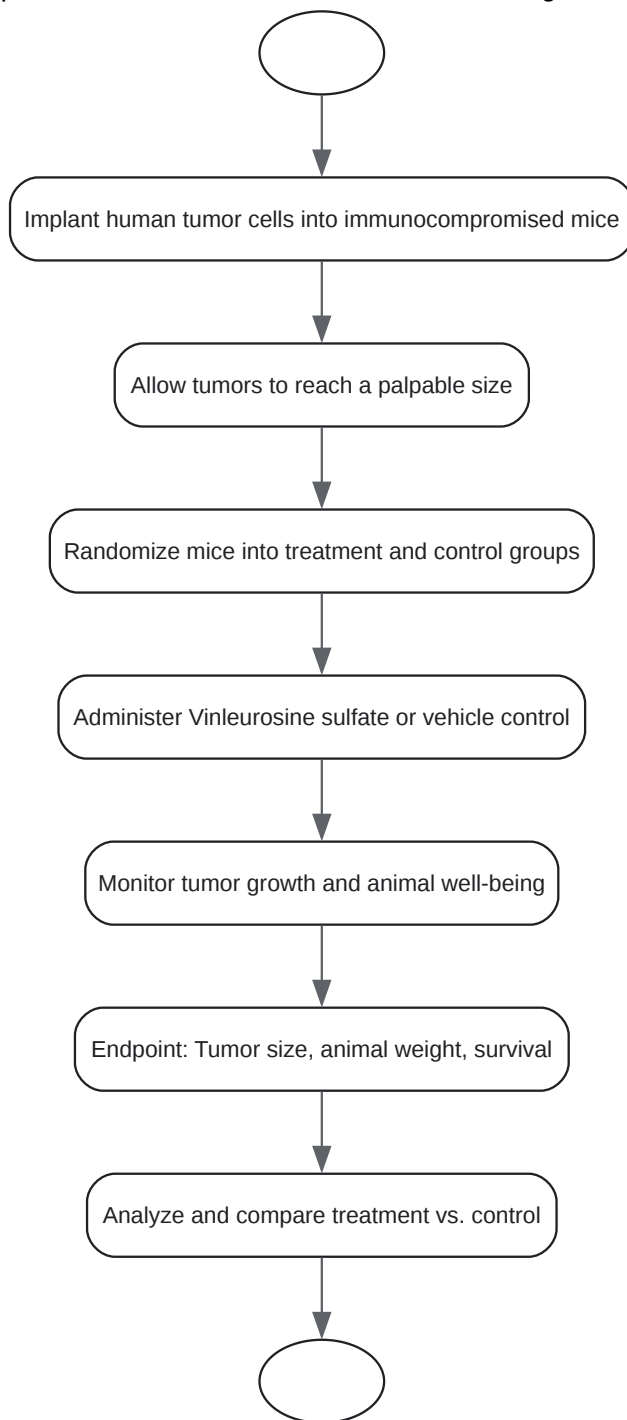 Implant human tumor cells into immunocompromised mice
Allow tumors to reach a palpable size
Randomize mice into treatment and control groups
Administer Vinleurosine sulfate or vehicle control
Monitor tumor growth and animal well-being
Endpoint: Tumor size, animal weight, survival
Analyze and compare treatment vs. control